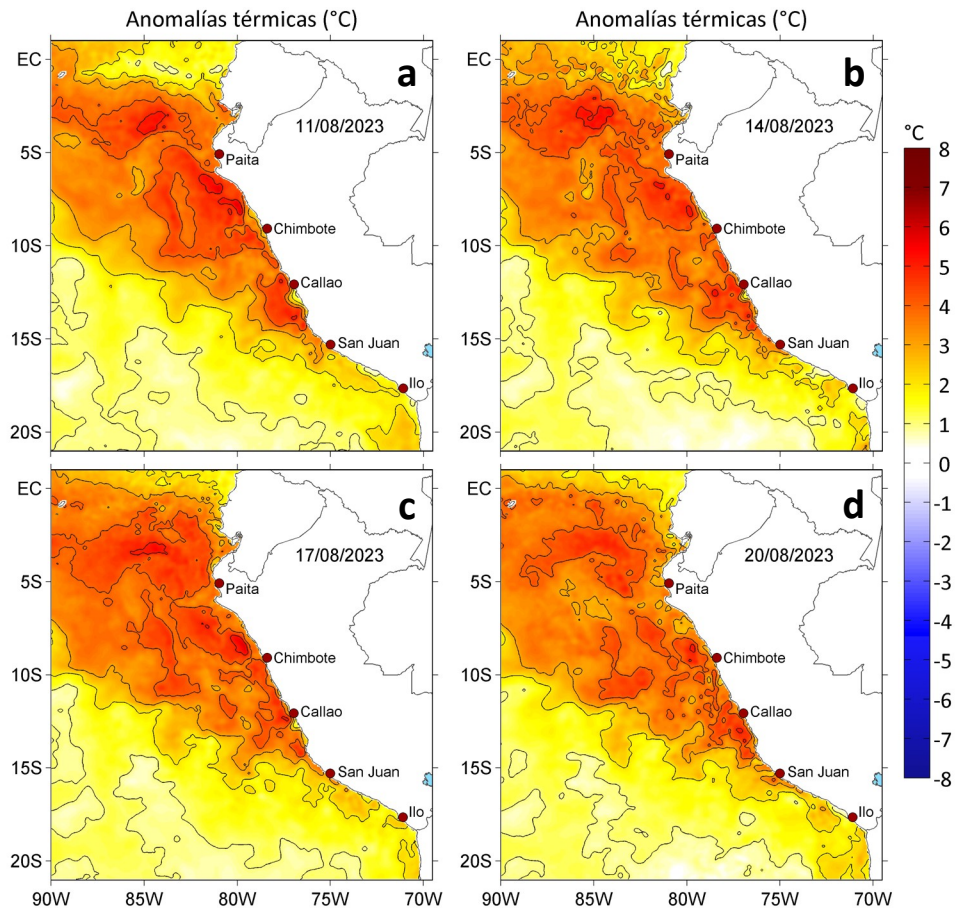 Anomalías térmicas (°C)
Anomalías térmicas (°C)
EC
a
11/08/2023
5S
Paita
10S
Chimbote
Callao
15S
San Juan
Ilo
20S
EC
b
14/08/2023
5S
Paita
10S
Chimbote
Callao
15S
San Juan
Ilo
20S
EC
c
17/08/2023
5S
Paita
10S
Chimbote
Callao
15S
San Juan
Ilo
20S
90W 85W 80W 75W 70W
EC
d
20/08/2023
5S
Paita
10S
Chimbote
Callao
15S
San Juan
Ilo
20S
90W 85W 80W 75W 70W
°C
8
7
6
5
4
3
2
1
0
-1
-2
-3
-4
-5
-6
-7
-8